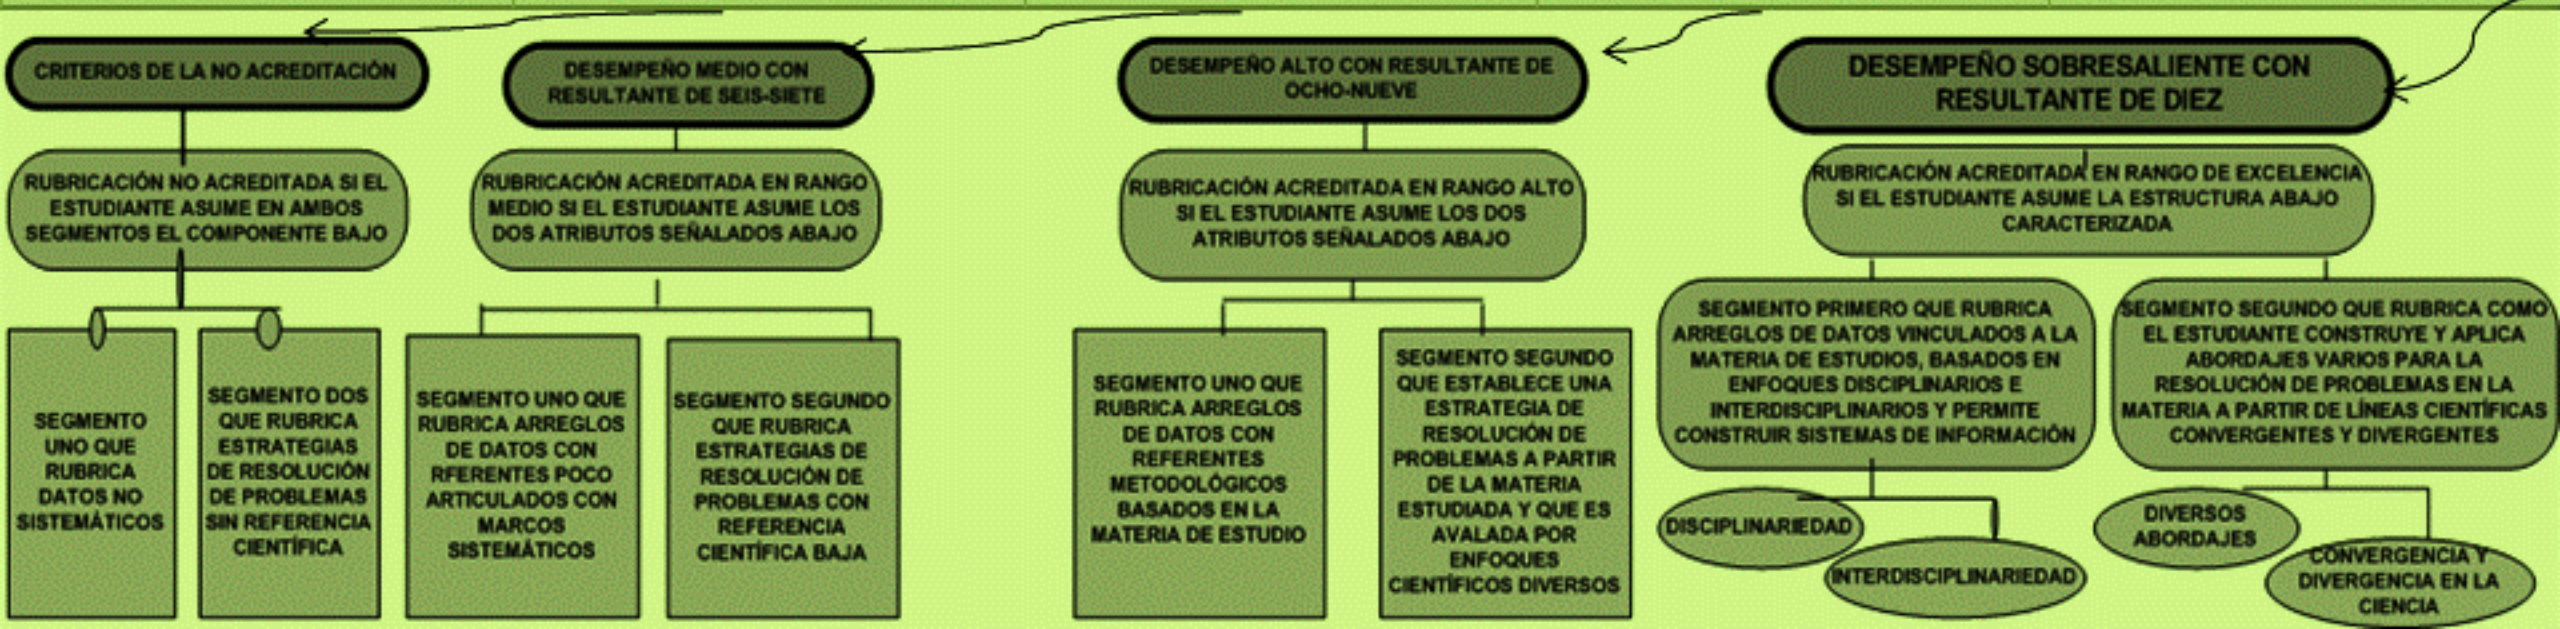 CRITERIOS DE LA NO ACREDITACIÓN
RUBRICACIÓN NO ACREDITADA SI EL
ESTUDIANTE ASUME EN AMBOS
SEGMENTOS EL COMPONENTE BAJO
SEGMENTO
UNO QUE
RUBRICA
DATOS NO
SISTEMÁTICOS
SEGMENTO DOS
QUE RUBRICA
ESTRATEGIAS
DE RESOLUCIÓN
DE PROBLEMAS
SIN REFERENCIA
CIENTÍFICA
DESEMPEÑO MEDIO CON
RESULTANTE DE SEIS-SIETE
RUBRICACIÓN ACREDITADA EN RANGO
MEDIO SI EL ESTUDIANTE ASUME LOS
DOS ATRIBUTOS SEÑALADOS ABAJO
SEGMENTO UNO QUE
RUBRICA ARREGLOS
DE DATOS CON
RFERENTES POCO
ARTICULADOS CON
MARCOS
SISTEMÁTICOS
SEGMENTO SEGUNDO
QUE RUBRICA
ESTRATEGIAS DE
RESOLUCIÓN DE
PROBLEMAS CON
REFERENCIA
CIENTÍFICA BAJA
DESEMPEÑO ALTO CON RESULTANTE DE
OCHO-NUEVE
RUBRICACIÓN ACREDITADA EN RANGO ALTO
SI EL ESTUDIANTE ASUME LOS DOS
ATRIBUTOS SEÑALADOS ABAJO
SEGMENTO UNO QUE
RUBRICA ARREGLOS
DE DATOS CON
REFERENTES
METODOLÓGICOS
BASADOS EN LA
MATERIA DE ESTUDIO
SEGMENTO SEGUNDO
QUE ESTABLECE UNA
ESTRATEGIA DE
RESOLUCIÓN DE
PROBLEMAS A PARTIR
DE LA MATERIA
ESTUDIADA Y QUE ES
AVALADA POR
ENFOQUES
CIENTÍFICOS DIVERSOS
DESEMPEÑO SOBRESALIENTE CON
RESULTANTE DE DIEZ
RUBRICACIÓN ACREDITADA EN RANGO DE EXCELENCIA
SI EL ESTUDIANTE ASUME LA ESTRUCTURA ABAJO
CARACTERIZADA
SEGMENTO PRIMERO QUE RUBRICA
ARREGLOS DE DATOS VINCULADOS A LA
MATERIA DE ESTUDIOS, BASADOS EN
ENFOQUES DISCIPLINARIOS E
INTERDISCIPLINARIOS Y PERMITE
CONSTRUIR SISTEMAS DE INFORMACIÓN
DISCIPLINARIEDAD
INTERDISCIPLINARIEDAD
SEGMENTO SEGUNDO QUE RUBRICA COMO
EL ESTUDIANTE CONSTRUYE Y APLICA
ABORDAJES VARIOS PARA LA
RESOLUCIÓN DE PROBLEMAS EN LA
MATERIA A PARTIR DE LÍNEAS CIENTÍFICAS
CONVERGENTES Y DIVERGENTES
DIVERSOS
ABORDAJES
CONVERGENCIA Y
DIVERGENCIA EN LA
CIENCIA